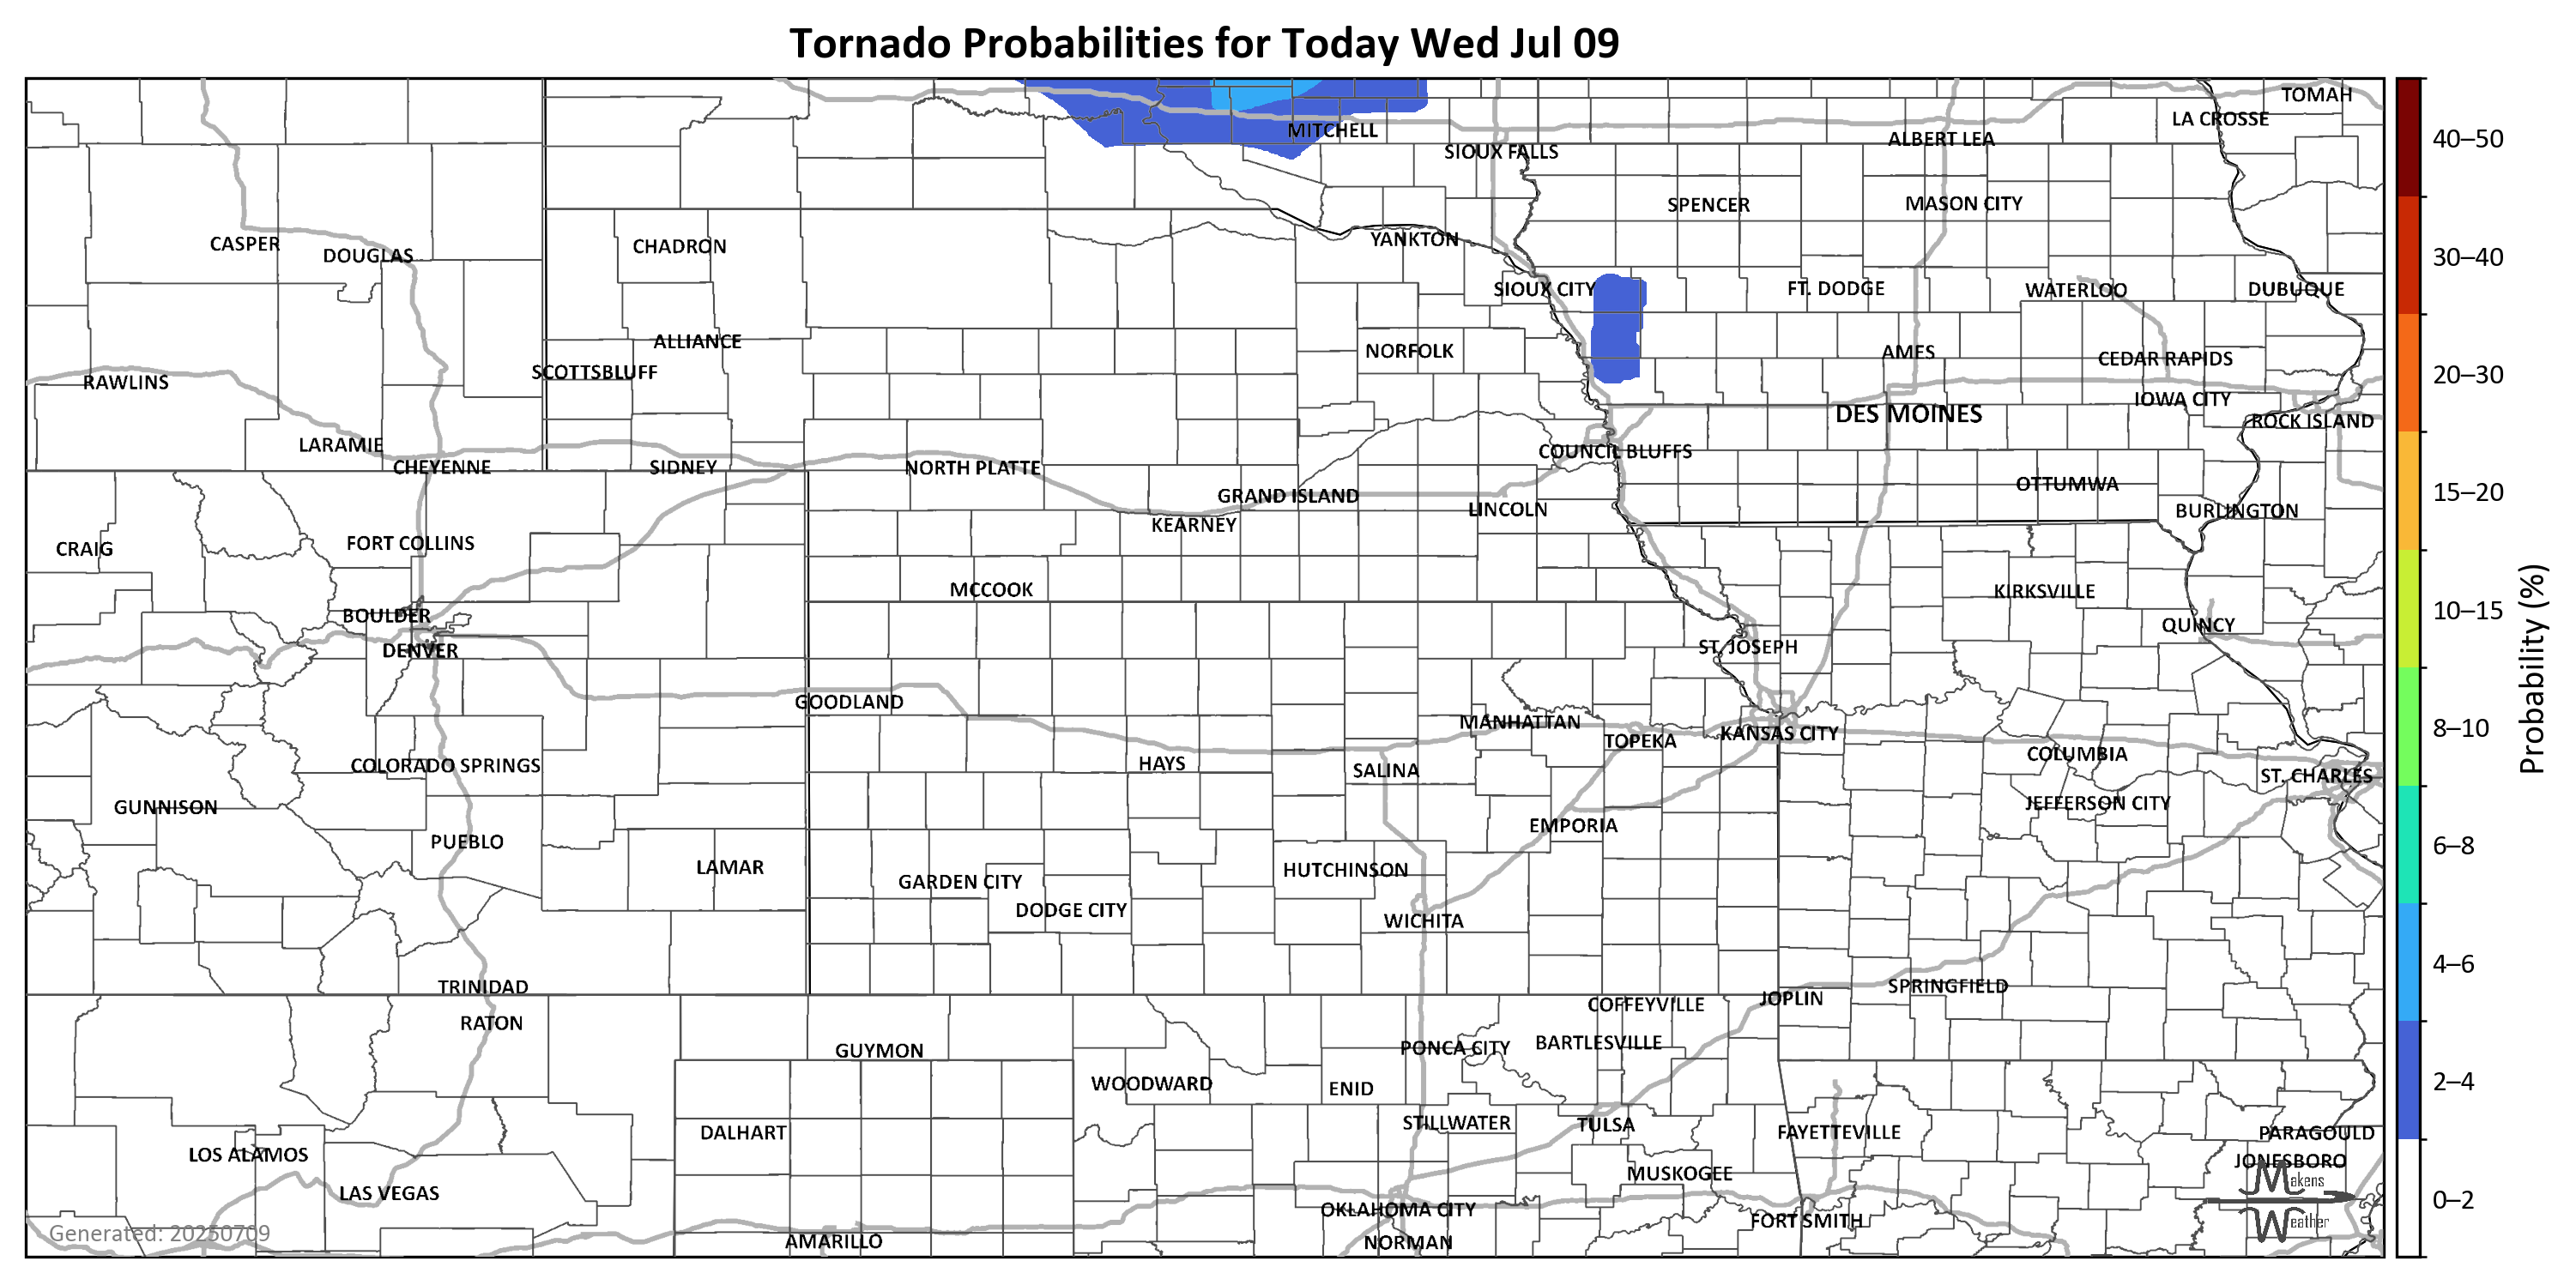 Tornado Probabilities for Today Wed Jul 09
TOMAH
LA CROSSE
MITCHELL
ALBERT LEA
SIOUX FALLS
SPENCER
MASON CITY
CASPER
DOUGLAS
CHADRON
YANKTON
SIOUX CITY
FT. DODGE
WATERLOO
DUBUQUE
ALLIANCE
NORFOLK
AMES
CEDAR RAPIDS
RAWLINS
SCOTTSBLUFF
IOWA CITY
DES MOINES
ROCK ISLAND
LARAMIE
COUNCIL BLUFFS
CHEYENNE
SIDNEY
NORTH PLATTE
OTTUMWA
GRAND ISLAND
LINCOLN
BURLINGTON
KEARNEY
CRAIG
FORT COLLINS
MCCOOK
KIRKSVILLE
BOULDER
QUINCY
DENVER
ST. JOSEPH
GOODLAND
MANHATTAN
TOPEKA
KANSAS CITY
COLUMBIA
COLORADO SPRINGS
HAYS
SALINA
ST. CHARLES
GUNNISON
JEFFERSON CITY
EMPORIA
PUEBLO
LAMAR
HUTCHINSON
GARDEN CITY
DODGE CITY
WICHITA
TRINIDAD
SPRINGFIELD
JOPLIN
COFFEYVILLE
RATON
GUYMON
PONCA CITY
BARTLESVILLE
WOODWARD
ENID
STILLWATER
TULSA
DALHART
FAYETTEVILLE
PARAGOULD
LOS ALAMOS
JONESBORO
MUSKOGEE
LAS VEGAS
OKLAHOMA CITY
FORT SMITH
AMARILLO
NORMAN
Generated: 20250709
Makens
Weather
40–50
30–40
20–30
15–20
10–15
8–10
6–8
4–6
2–4
0–2
Probability (%)